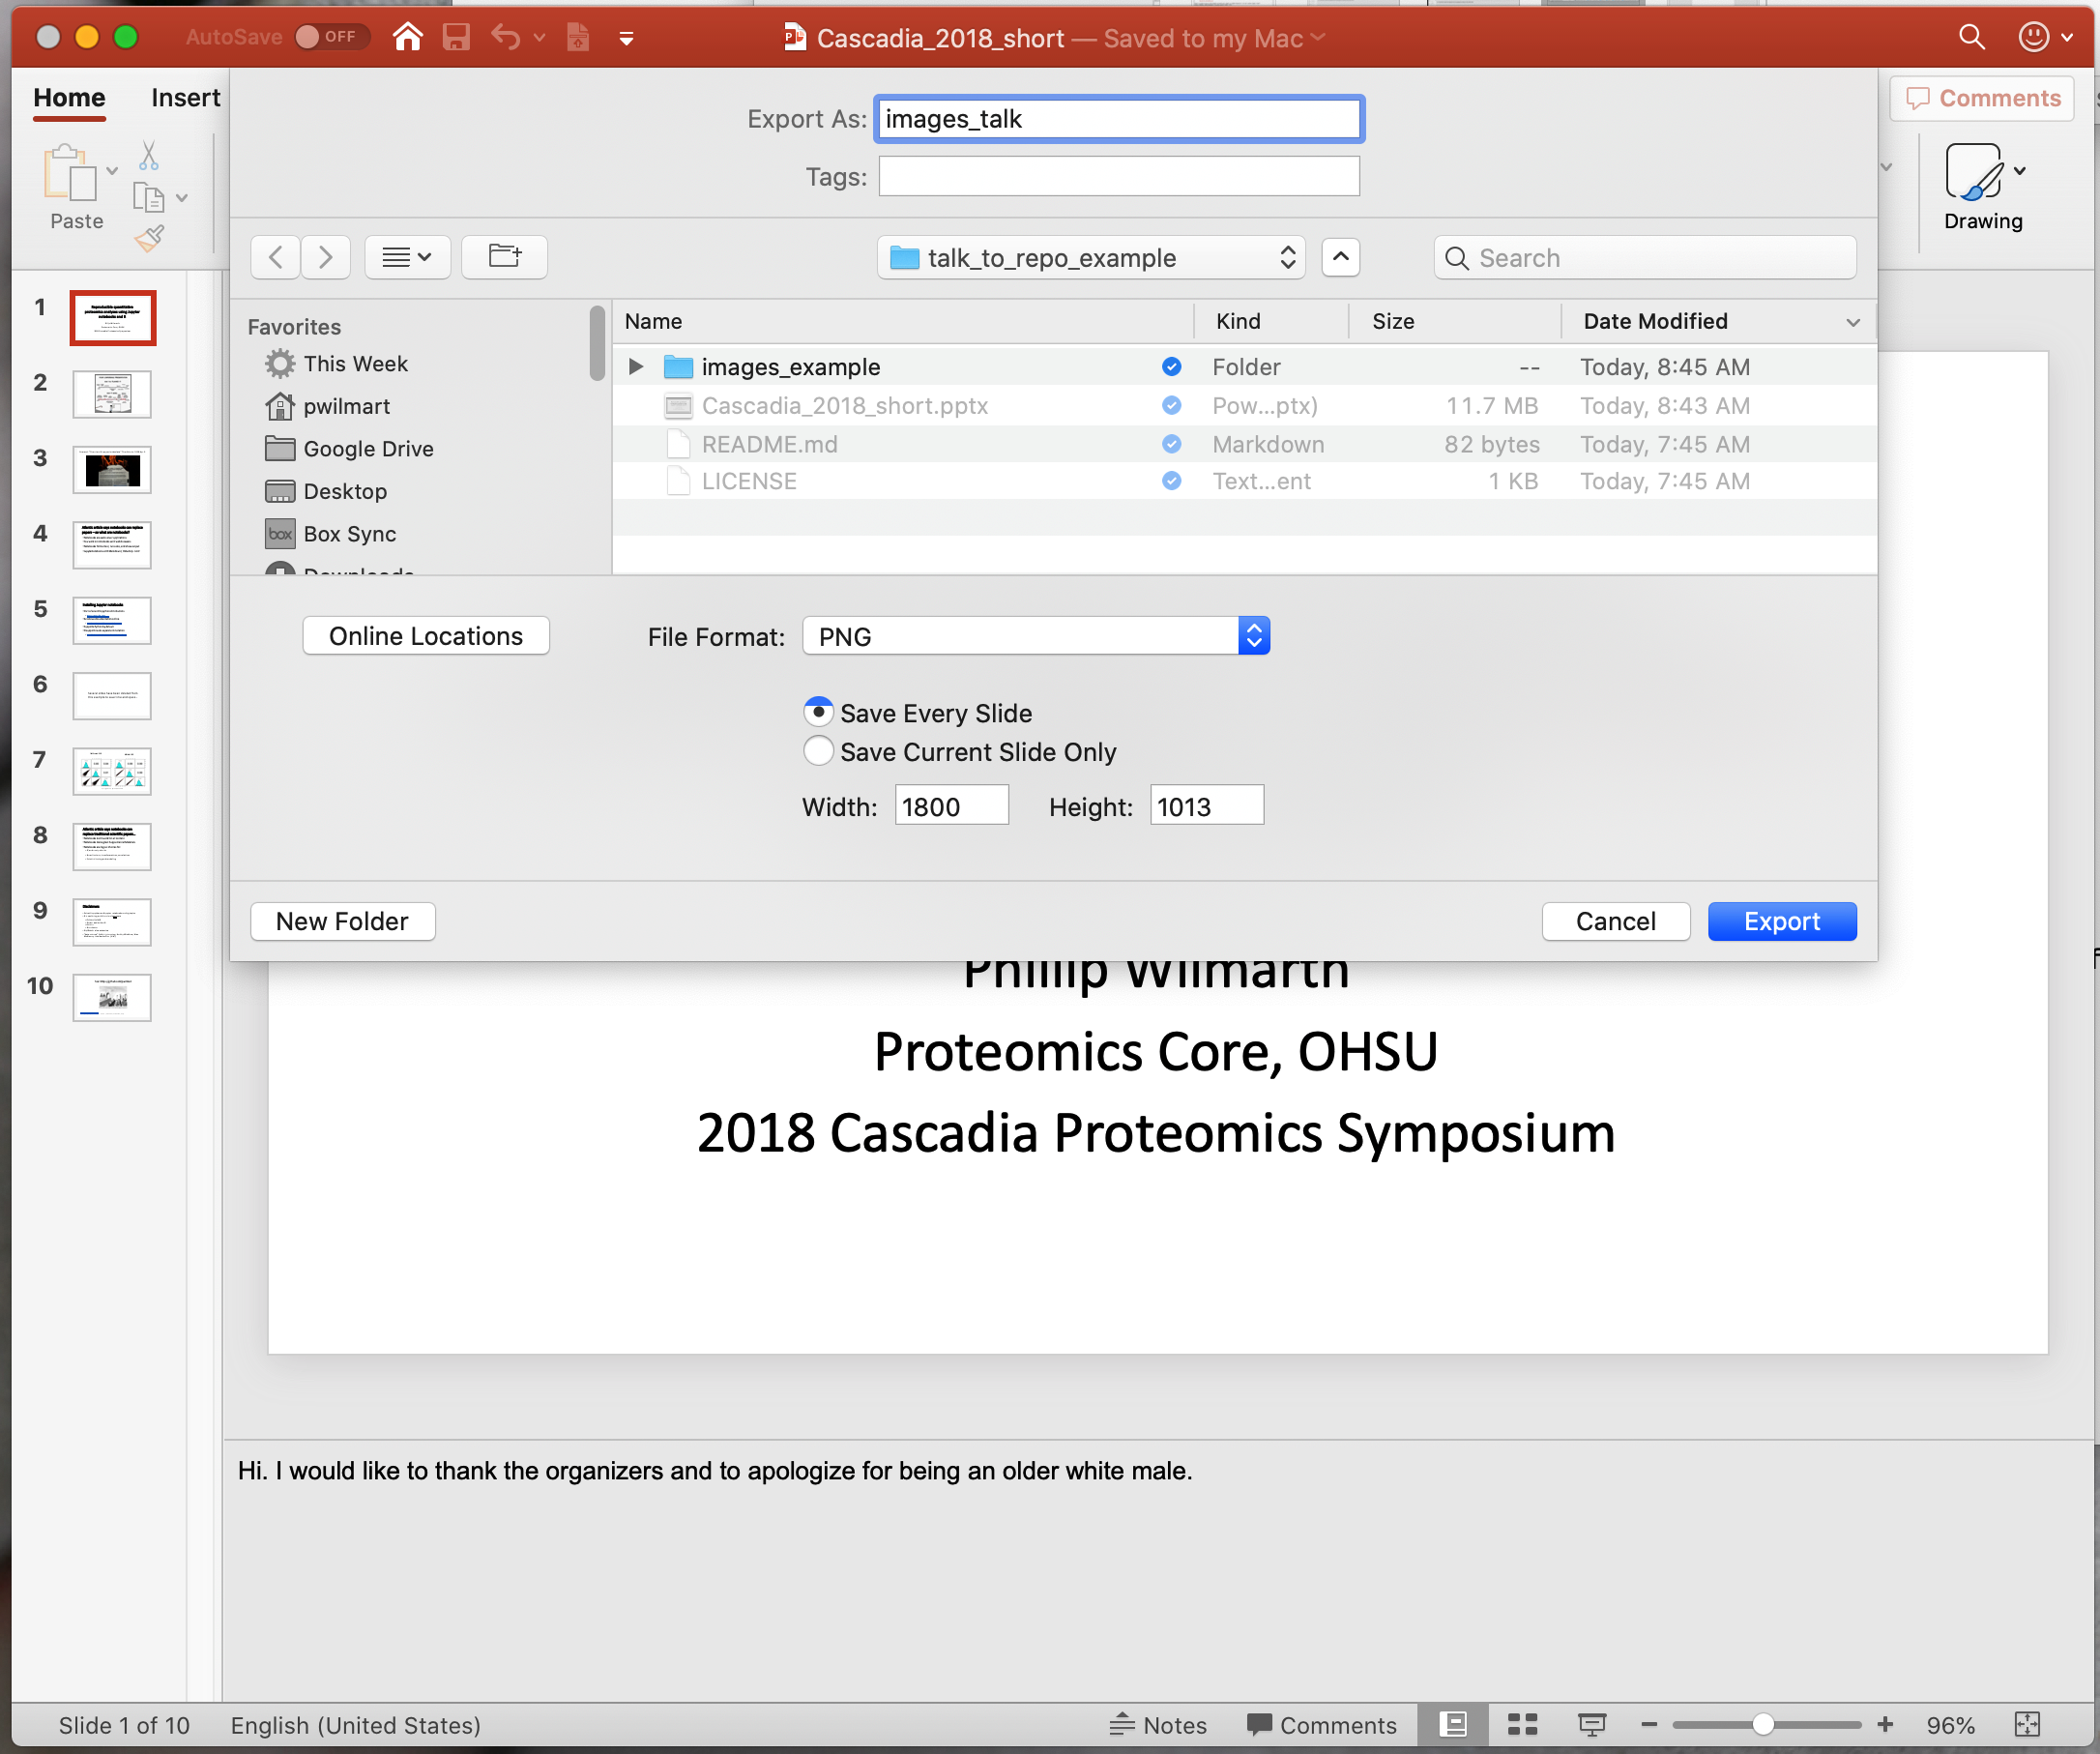 AutoSave OFF
Cascadia_2018_short — Saved to my Mac
Home Insert
Comments
Paste
Drawing
Export As: images_talk
Tags:
talk_to_repo_example
Search
Favorites
This Week
pwilmart
Google Drive
Desktop
box Box Sync
Downloads
Name Kind Size Date Modified
images_example Folder -- Today, 8:45 AM
Cascadia_2018_short.pptx Pow...ptx) 11.7 MB Today, 8:43 AM
README.md Markdown 82 bytes Today, 7:45 AM
LICENSE Text...ent 1 KB Today, 7:45 AM
Online Locations
File Format: PNG
Save Every Slide
Save Current Slide Only
Width: 1800 Height: 1013
New Folder
Cancel Export
1
2
3
4
5
6
7
8
9
10
Phillip Wilmarth
Proteomics Core, OHSU
2018 Cascadia Proteomics Symposium
Hi. I would like to thank the organizers and to apologize for being an older white male.
Slide 1 of 10 English (United States) Notes Comments 96%